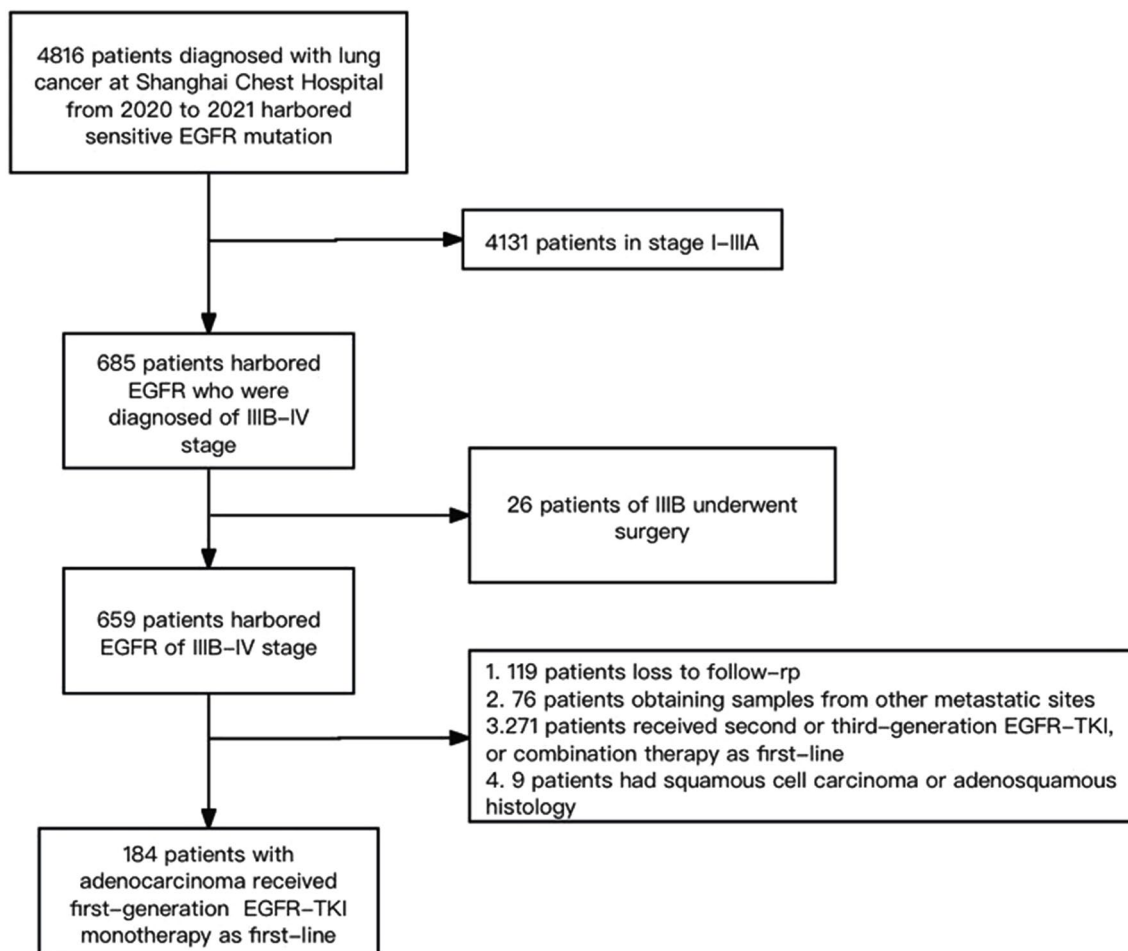 4816 patients diagnosed with lung
cancer at Shanghai Chest Hospital
from 2020 to 2021 harbored
sensitive EGFR mutation
4131 patients in stage I-IIIA
685 patients harbored
EGFR who were
diagnosed of IIIB-IV
stage
26 patients of IIIB underwent
surgery
659 patients harbored
EGFR of IIIB-IV stage
1. 119 patients loss to follow-rp
2. 76 patients obtaining samples from other metastatic sites
3.271 patients received second or third-generation EGFR-TKI,
or combination therapy as first-line
4. 9 patients had squamous cell carcinoma or adenosquamous
histology
184 patients with
adenocarcinoma received
first-generation EGFR-TKI
monotherapy as first-line